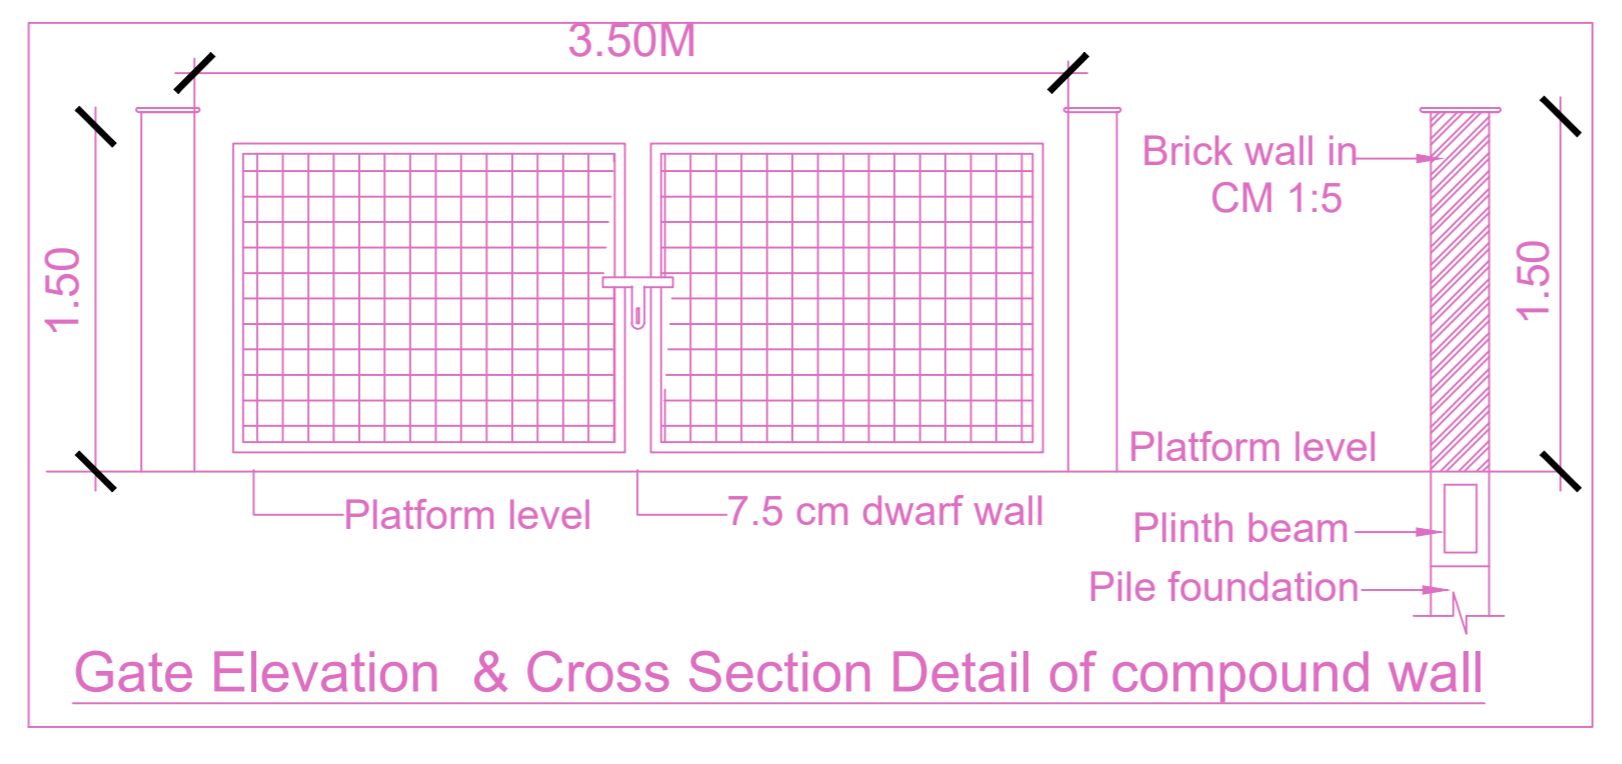 3.50M
1.50
Brick wall in
CM 1:5
1.50
Platform level
Platform level
7.5 cm dwarf wall
Plinth beam
Pile foundation
Gate Elevation & Cross Section Detail of compound wall